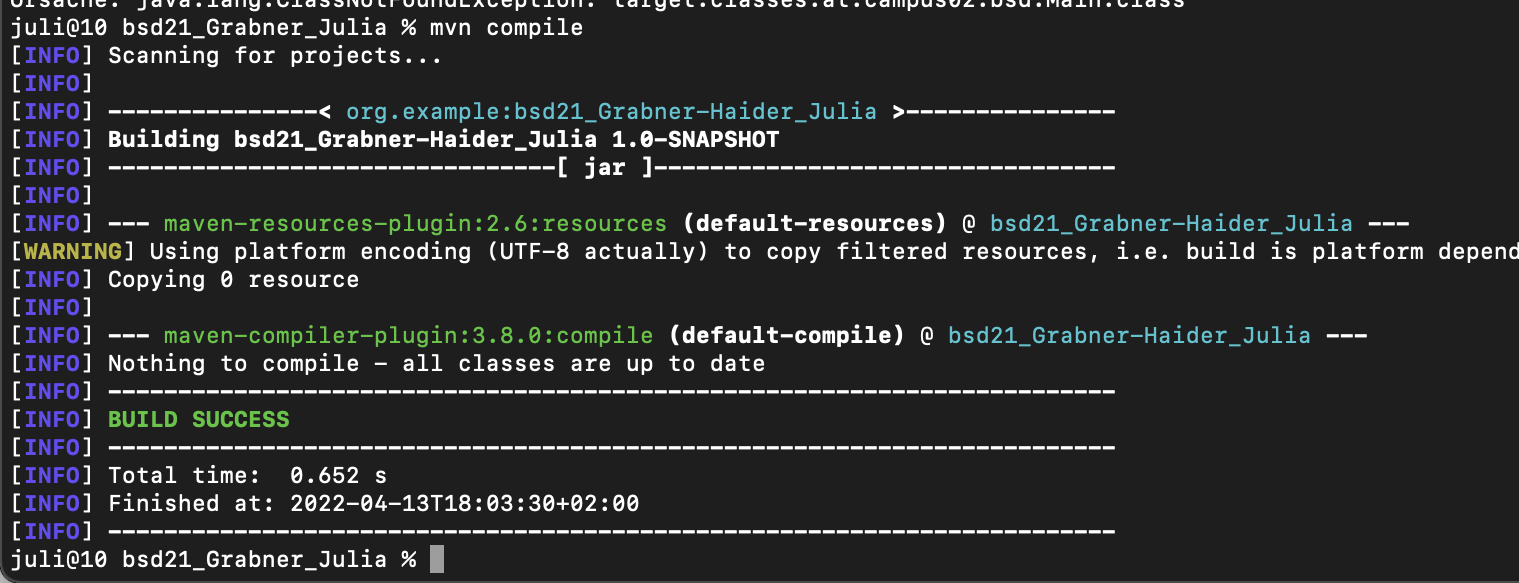 Ursache: java.lang.ClassNotFoundException: target.classes.at.campus02.bsd.Main.class
juli@10 bsd21_Grabner_Julia % mvn compile
[INFO] Scanning for projects...
[INFO]
[INFO] ---------------< org.example:bsd21_Grabner-Haider_Julia >---------------
[INFO] Building bsd21_Grabner-Haider_Julia 1.0-SNAPSHOT
[INFO] --------------------------------[ jar ]---------------------------------
[INFO]
[INFO] --- maven-resources-plugin:2.6:resources (default-resources) @ bsd21_Grabner-Haider_Julia ---
[WARNING] Using platform encoding (UTF-8 actually) to copy filtered resources, i.e. build is platform depend
[INFO] Copying 0 resource
[INFO]
[INFO] --- maven-compiler-plugin:3.8.0:compile (default-compile) @ bsd21_Grabner-Haider_Julia ---
[INFO] Nothing to compile - all classes are up to date
[INFO] ------------------------------------------------------------------------
[INFO] BUILD SUCCESS
[INFO] ------------------------------------------------------------------------
[INFO] Total time:  0.652 s
[INFO] Finished at: 2022-04-13T18:03:30+02:00
[INFO] ------------------------------------------------------------------------
juli@10 bsd21_Grabner_Julia %